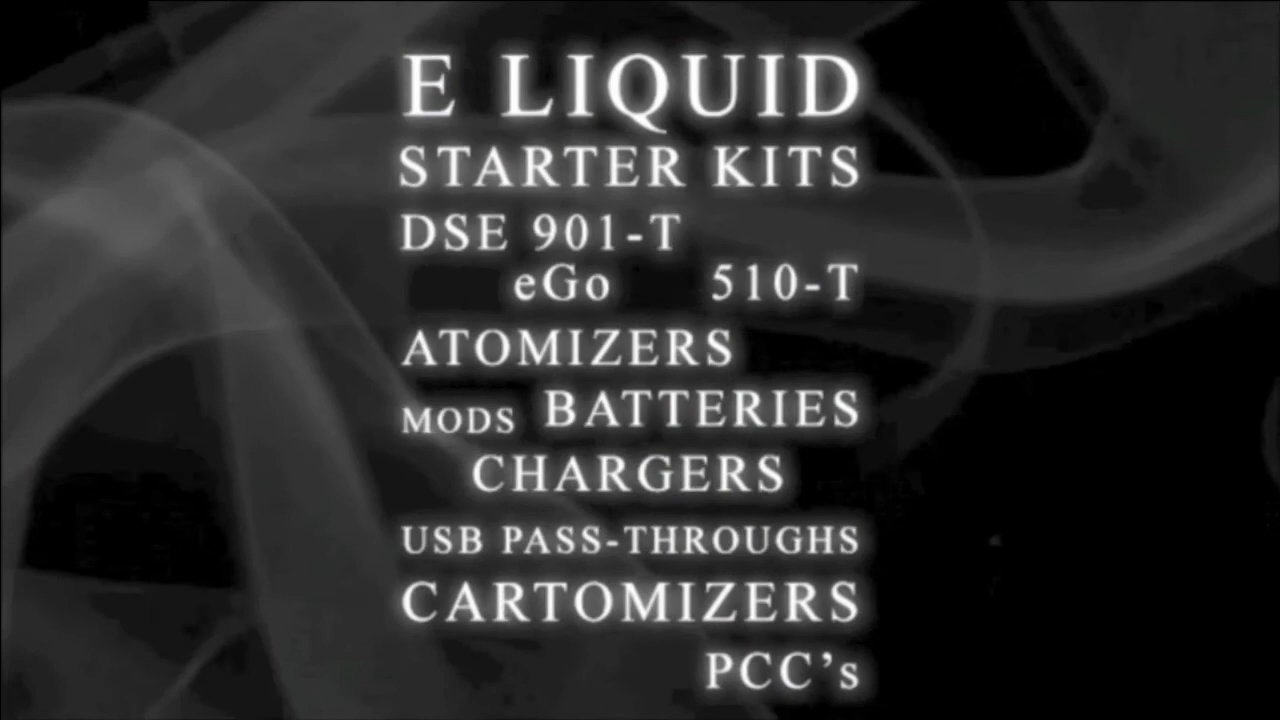 E LIQUID
STARTER KITS
DSE 901-T
eGo 510-T
ATOMIZERS
MODS BATTERIES
CHARGERS
USB PASS-THROUGHS
CARTOMIZERS
PCC’s